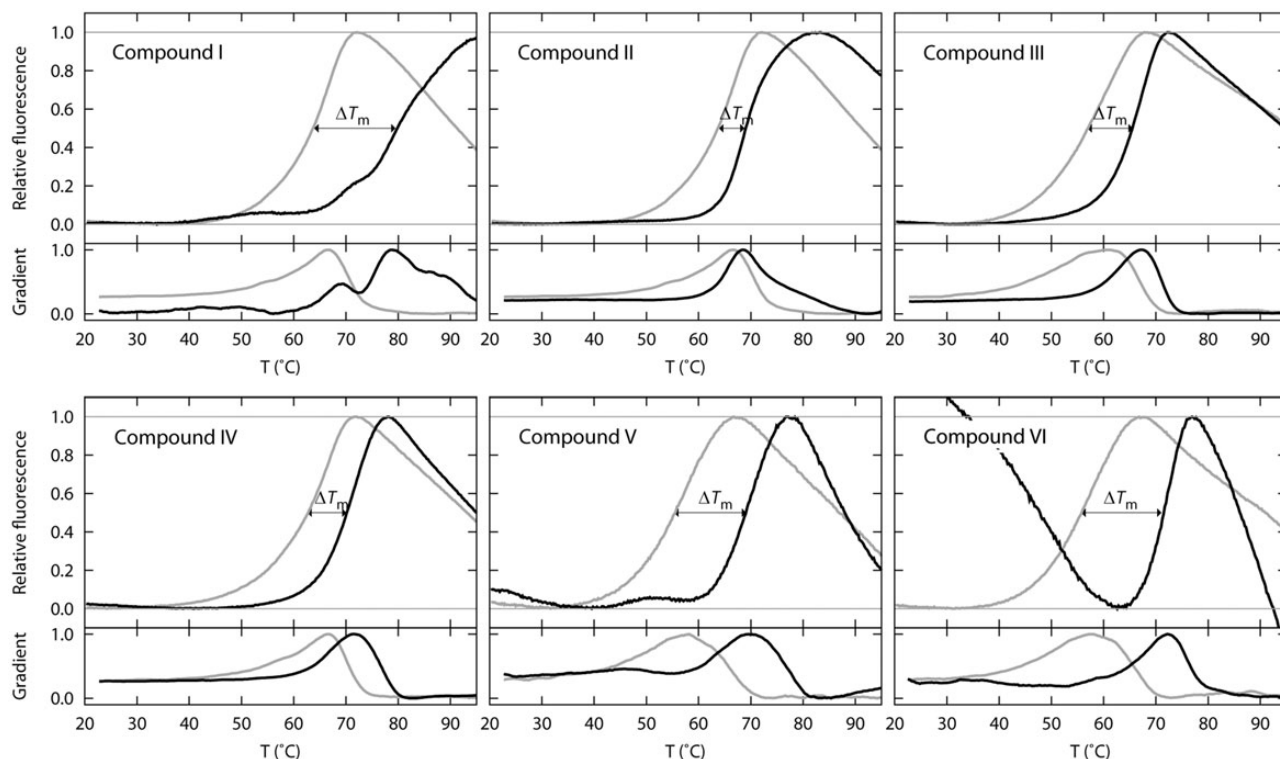 Compound I
Compound II
Compound III
Relative fluorescence
1.0
0.8
0.6
0.4
0.2
0.0
ΔTm
ΔTm
ΔTm
Gradient
1.0
0.0
20 30 40 50 60 70 80 90
20 30 40 50 60 70 80 90
20 30 40 50 60 70 80 90
T (˚C)
T (˚C)
T (˚C)
Compound IV
Compound V
Compound VI
Relative fluorescence
1.0
0.8
0.6
0.4
0.2
0.0
ΔTm
ΔTm
ΔTm
Gradient
1.0
0.0
20 30 40 50 60 70 80 90
20 30 40 50 60 70 80 90
20 30 40 50 60 70 80 90
T (˚C)
T (˚C)
T (˚C)